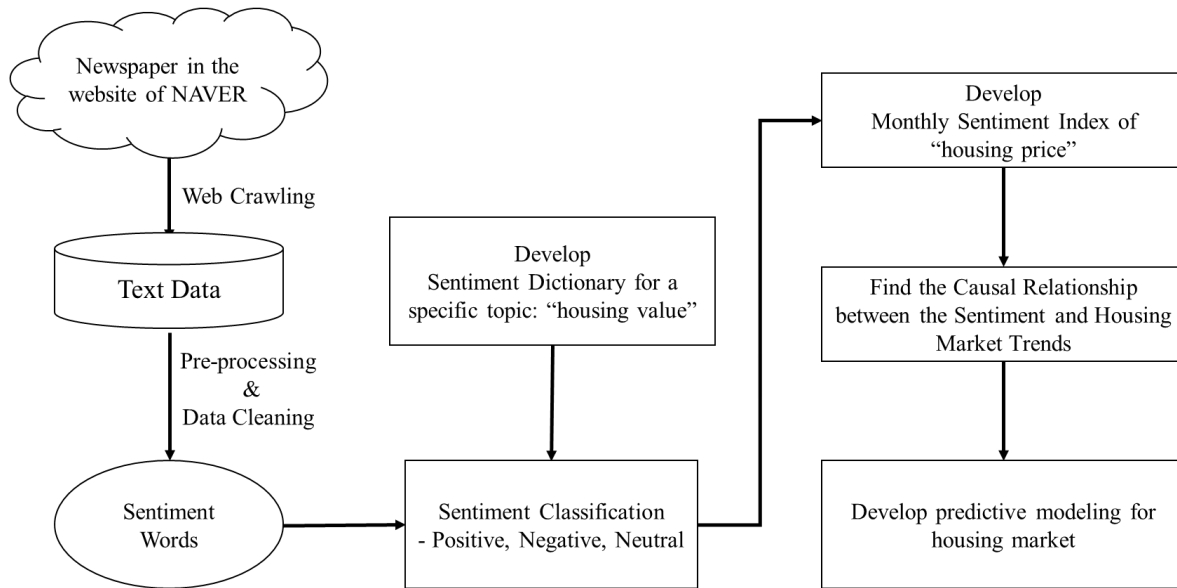 Newspaper in the
website of NAVER
Web Crawling
Text Data
Pre-processing
&
Data Cleaning
Sentiment
Words
Develop
Sentiment Dictionary for a
specific topic: “housing value”
Sentiment Classification
- Positive, Negative, Neutral
Develop
Monthly Sentiment Index of
“housing price”
Find the Causal Relationship
between the Sentiment and Housing
Market Trends
Develop predictive modeling for
housing market